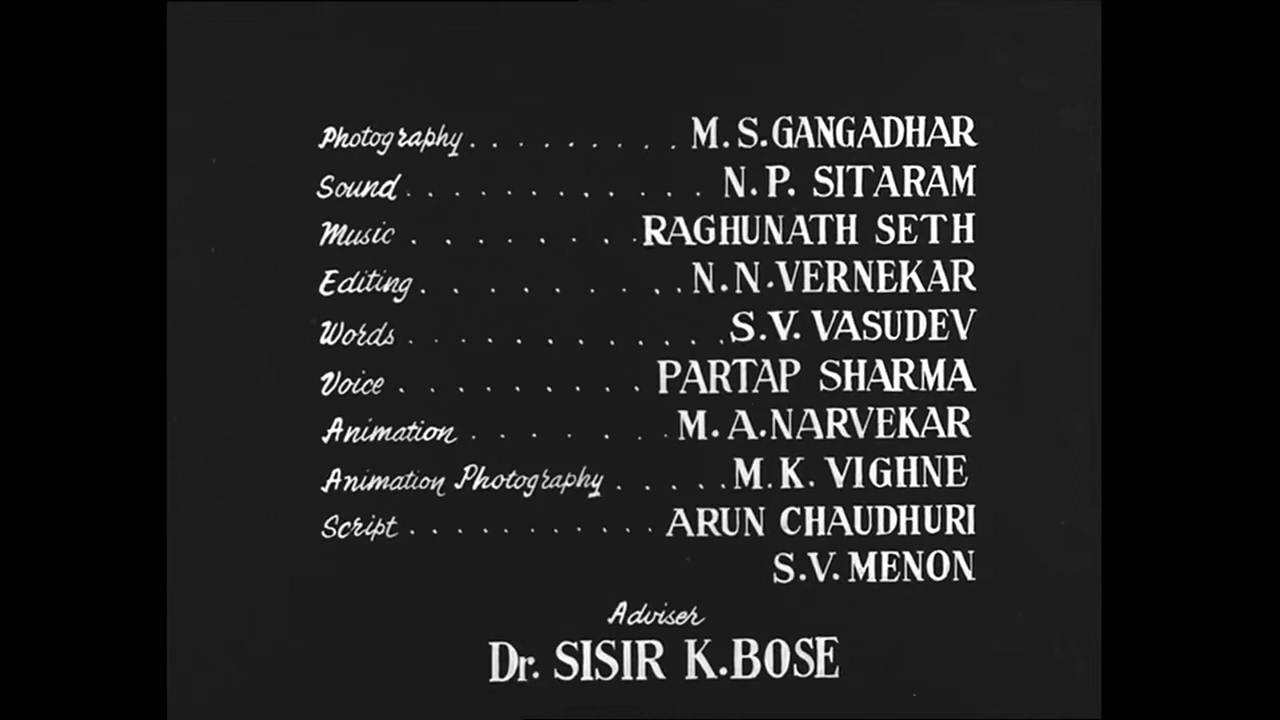 Photography . . . . . . . . . M. S. GANGADHAR
Sound . . . . . . . . . . . . . N. P. SITARAM
Music . . . . . . . . RAGHUNATH SETH
Editing . . . . . . . . . . N. N. VERNEKAR
Words . . . . . . . . . . . . S. V. VASUDEV
Voice . . . . . . . . . . PARTAP SHARMA
Animation . . . . . . . M. A. NARVEKAR
Animation Photography . . . . . M. K. VIGHNE
Script . . . . . . . . . . . ARUN CHAUDHURI
S. V. MENON
Adviser
Dr. SISIR K. BOSE